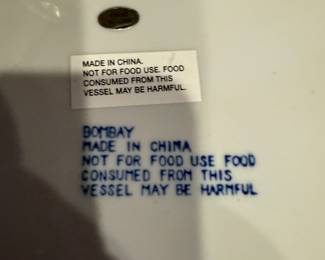 MADE IN CHINA.
NOT FOR FOOD USE. FOOD
CONSUMED FROM THIS
VESSEL MAY BE HARMFUL.
BOMBAY
MADE IN CHINA
NOT FOR FOOD USE FOOD
CONSUMED FROM THIS
VESSEL MAY BE HARMFUL